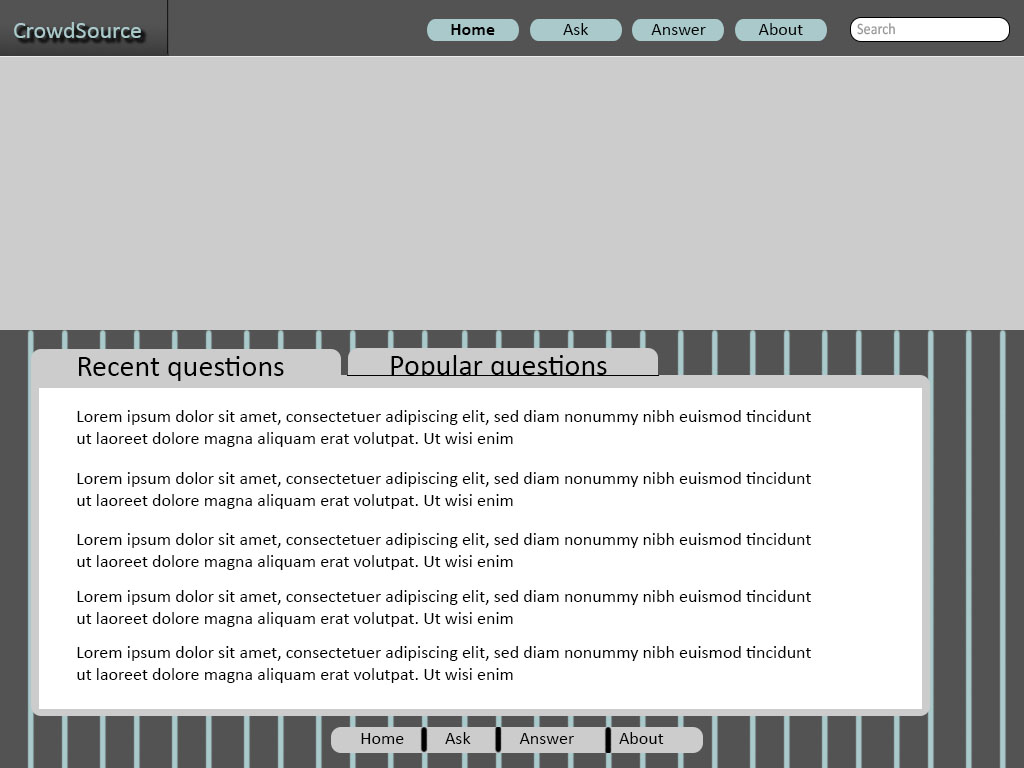 CrowdSource
Home Ask Answer About Search
Recent questions Popular questions
Lorem ipsum dolor sit amet, consectetuer adipiscing elit, sed diam nonummy nibh euismod tincidunt
ut laoreet dolore magna aliquam erat volutpat. Ut wisi enim
Lorem ipsum dolor sit amet, consectetuer adipiscing elit, sed diam nonummy nibh euismod tincidunt
ut laoreet dolore magna aliquam erat volutpat. Ut wisi enim
Lorem ipsum dolor sit amet, consectetuer adipiscing elit, sed diam nonummy nibh euismod tincidunt
ut laoreet dolore magna aliquam erat volutpat. Ut wisi enim
Lorem ipsum dolor sit amet, consectetuer adipiscing elit, sed diam nonummy nibh euismod tincidunt
ut laoreet dolore magna aliquam erat volutpat. Ut wisi enim
Lorem ipsum dolor sit amet, consectetuer adipiscing elit, sed diam nonummy nibh euismod tincidunt
ut laoreet dolore magna aliquam erat volutpat. Ut wisi enim
Home Ask Answer About